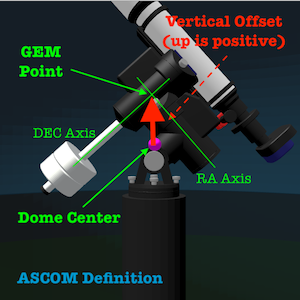 Vertical Offset
(up is positive)
GEM
Point
DEC Axis
RA Axis
Dome Center
ASCOM Definition